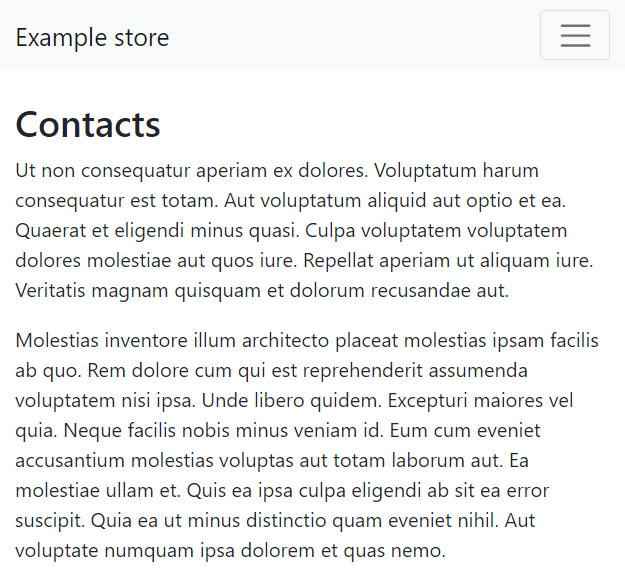 Example store
Contacts
Ut non consequatur aperiam ex dolores. Voluptatum harum
consequatur est totam. Aut voluptatum aliquid aut optio et ea.
Quaerat et eligendi minus quasi. Culpa voluptatem voluptatem
dolores molestiae aut quos iure. Repellat aperiam ut aliquam iure.
Veritatis magnam quisquam et dolorum recusandae aut.
Molestias inventore illum architecto placeat molestias ipsam facilis
ab quo. Rem dolore cum qui est reprehenderit assumenda
voluptatem nisi ipsa. Unde libero quidem. Excepturi maiores vel
quia. Neque facilis nobis minus veniam id. Eum cum eveniet
accusantium molestias voluptas aut totam laborum aut. Ea
molestiae ullam et. Quis ea ipsa culpa eligendi ab sit ea error
suscipit. Quia ea ut minus distinctio quam eveniet nihil. Aut
voluptate numquam ipsa dolorem et quas nemo.